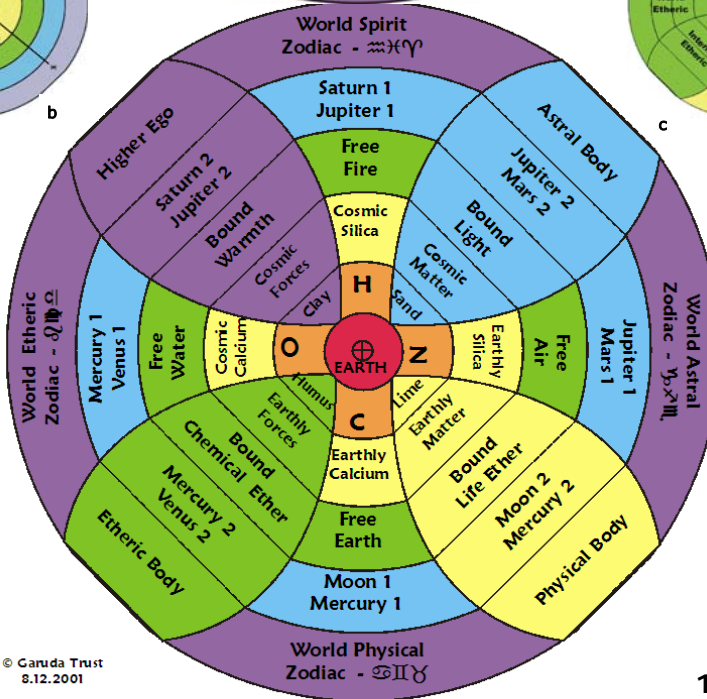 World Spirit
Zodiac - ♒♓♈
Saturn 1
Jupiter 1
Free
Fire
Cosmic
Silica
H
b
Higher Ego
Saturn 2
Jupiter 2
Bound
Warmth
Cosmic
Forces
Clay
c
Etheric
Etheric
Astral Body
Jupiter 2
Mars 2
Bound
Light
Cosmic
Matter
Sand
World Etheric
Zodiac - ♌♍♎
Mercury 1
Venus 1
Free
Water
Cosmic
Calcium
O
EARTH
N
Earthly
Silica
Free
Air
Jupiter 1
Mars 1
World Astral
Zodiac - ♑♐♏
Humus
Earthly
Forces
Bound
Chemical Ether
Mercury 2
Venus 2
Etheric Body
Lime
Earthly
Matter
Bound
Life Ether
Moon 2
Mercury 2
Physical Body
C
Earthly
Calcium
Free
Earth
Moon 1
Mercury 1
World Physical
Zodiac - ♋♊♉
© Garuda Trust
8.12.2001
1